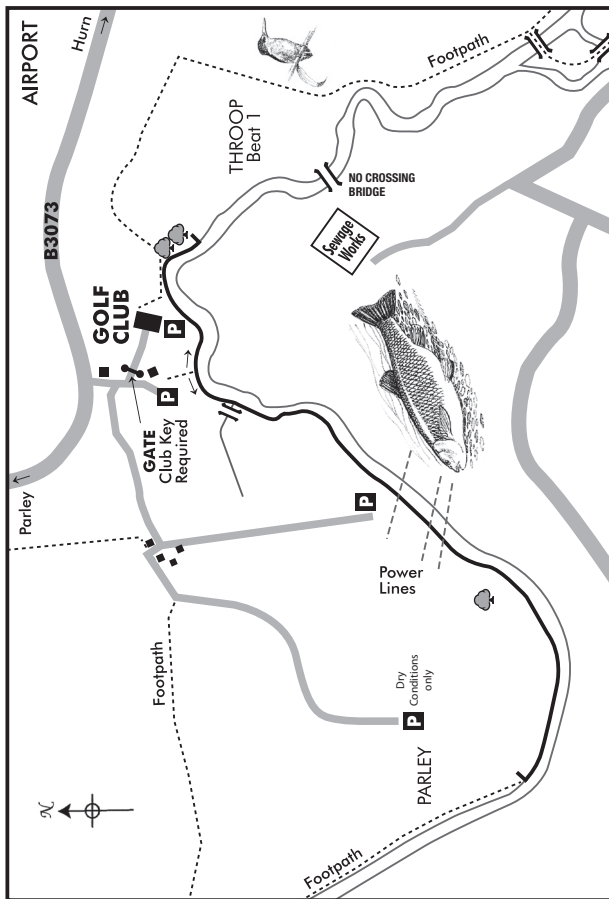 AIRPORT
Hurn
B3073
Parley
Footpath
THROOP
Beat 1
NO CROSSING
BRIDGE
Sewage
Works
GOLF
CLUB
P
P
GATE
Club Key
Required
P
Power
Lines
Footpath
P
Dry
Conditions
only
PARLEY
Footpath
N